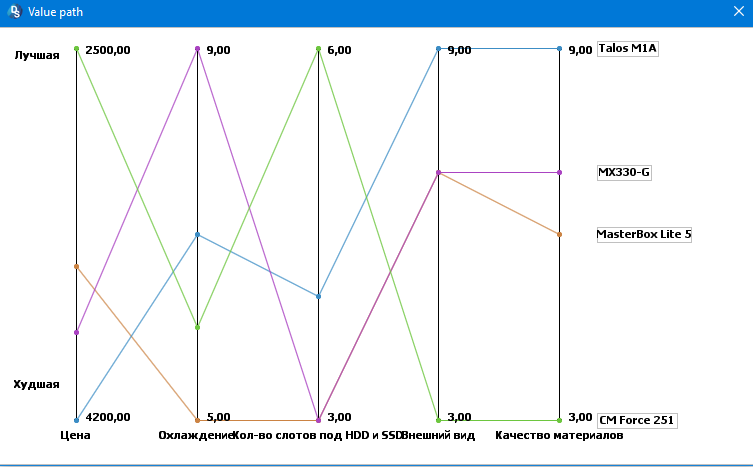 Value path
Лучшая
2500,00
9,00
6,00
9,00
9,00
Talos M1A
MX330-G
MasterBox Lite 5
Худшая
4200,00
5,00
3,00
3,00
3,00
CM Force 251
Цена
Охлаждение
Кол-во слотов под HDD и SSD
Внешний вид
Качество материалов